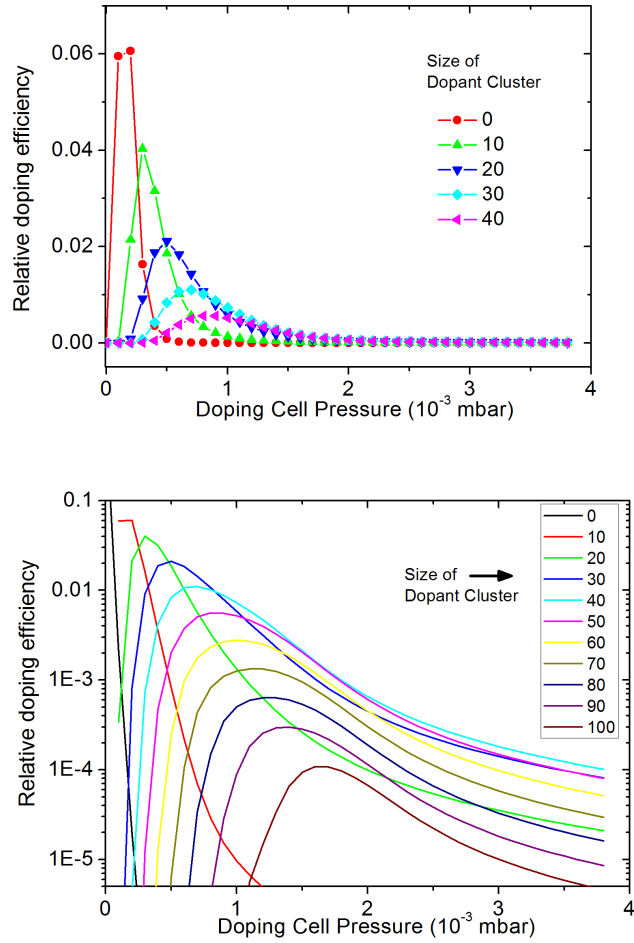 0.06
0.04
0.02
0.00
Relative doping efficiency
Size of
Dopant Cluster
0
10
20
30
40
0 1 2 3 4
Doping Cell Pressure (10⁻³ mbar)
0.1
0.01
1E-3
1E-4
1E-5
Relative doping efficiency
Size of
Dopant Cluster
0
10
20
30
40
50
60
70
80
90
100
0 1 2 3 4
Doping Cell Pressure (10⁻³ mbar)